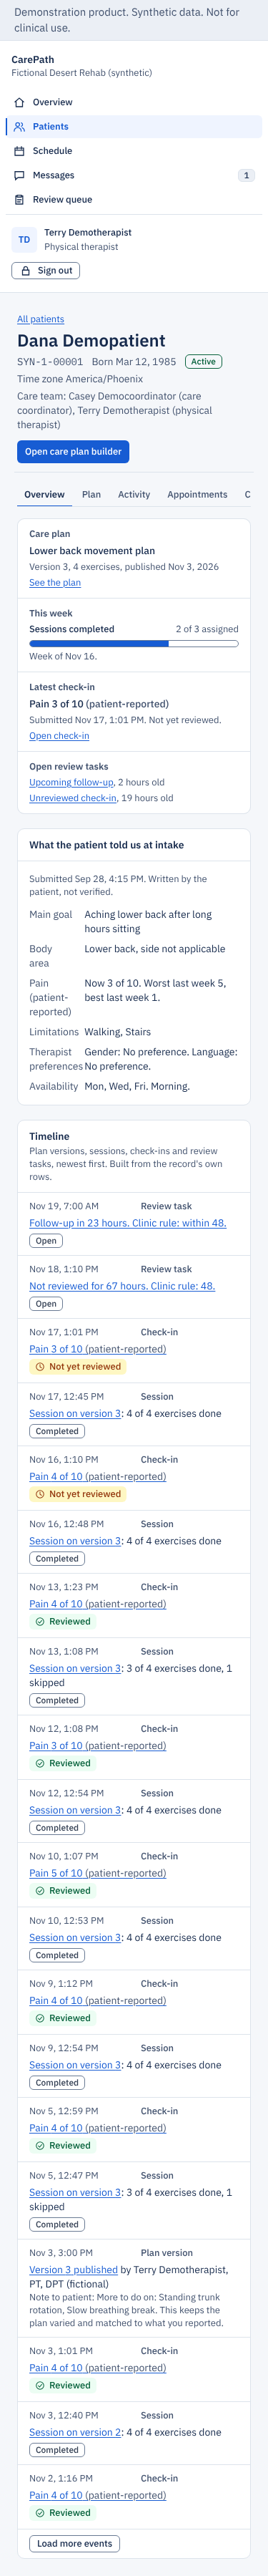 Demonstration product. Synthetic data. Not for
clinical use.
CarePath
Fictional Desert Rehab (synthetic)
Overview
Patients
Schedule
Messages 1
Review queue
TD
Terry Demotherapist
Physical therapist
Sign out
All patients
Dana Demopatient
SYN-1-00001 Born Mar 12, 1985 Active
Time zone America/Phoenix
Care team: Casey Democoordinator (care
coordinator), Terry Demotherapist (physical
therapist)
Open care plan builder
Overview Plan Activity Appointments C
Care plan
Lower back movement plan
Version 3, 4 exercises, published Nov 3, 2026
See the plan
This week
Sessions completed 2 of 3 assigned
Week of Nov 16.
Latest check-in
Pain 3 of 10 (patient-reported)
Submitted Nov 17, 1:01 PM. Not yet reviewed.
Open check-in
Open review tasks
Upcoming follow-up, 2 hours old
Unreviewed check-in, 19 hours old
What the patient told us at intake
Submitted Sep 28, 4:15 PM. Written by the
patient, not verified.
Main goal Aching lower back after long
hours sitting
Body
area
Lower back, side not applicable
Pain
(patient-
reported)
Now 3 of 10. Worst last week 5,
best last week 1.
Limitations Walking, Stairs
Therapist
preferences
Gender: No preference. Language:
No preference.
Availability Mon, Wed, Fri. Morning.
Timeline
Plan versions, sessions, check-ins and review
tasks, newest first. Built from the record's own
rows.
Nov 19, 7:00 AM Review task
Follow-up in 23 hours. Clinic rule: within 48.
Open
Nov 18, 1:10 PM Review task
Not reviewed for 67 hours. Clinic rule: 48.
Open
Nov 17, 1:01 PM Check-in
Pain 3 of 10 (patient-reported)
Not yet reviewed
Nov 17, 12:45 PM Session
Session on version 3: 4 of 4 exercises done
Completed
Nov 16, 1:10 PM Check-in
Pain 4 of 10 (patient-reported)
Not yet reviewed
Nov 16, 12:48 PM Session
Session on version 3: 4 of 4 exercises done
Completed
Nov 13, 1:23 PM Check-in
Pain 4 of 10 (patient-reported)
Reviewed
Nov 13, 1:08 PM Session
Session on version 3: 3 of 4 exercises done, 1
skipped
Completed
Nov 12, 1:08 PM Check-in
Pain 3 of 10 (patient-reported)
Reviewed
Nov 12, 12:54 PM Session
Session on version 3: 4 of 4 exercises done
Completed
Nov 10, 1:07 PM Check-in
Pain 5 of 10 (patient-reported)
Reviewed
Nov 10, 12:53 PM Session
Session on version 3: 4 of 4 exercises done
Completed
Nov 9, 1:12 PM Check-in
Pain 4 of 10 (patient-reported)
Reviewed
Nov 9, 12:54 PM Session
Session on version 3: 4 of 4 exercises done
Completed
Nov 5, 12:59 PM Check-in
Pain 4 of 10 (patient-reported)
Reviewed
Nov 5, 12:47 PM Session
Session on version 3: 3 of 4 exercises done, 1
skipped
Completed
Nov 3, 3:00 PM Plan version
Version 3 published by Terry Demotherapist,
PT, DPT (fictional)
Note to patient: More to do on: Standing trunk
rotation, Slow breathing break. This keeps the
plan varied and matched to what you reported.
Nov 3, 1:01 PM Check-in
Pain 4 of 10 (patient-reported)
Reviewed
Nov 3, 12:40 PM Session
Session on version 2: 4 of 4 exercises done
Completed
Nov 2, 1:16 PM Check-in
Pain 4 of 10 (patient-reported)
Reviewed
Load more events